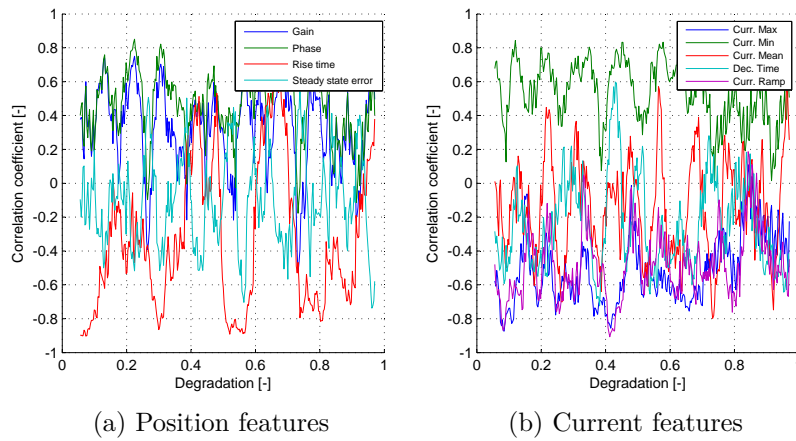 1
0.8
0.6
0.4
0.2
0
-0.2
-0.4
-0.6
-0.8
-1
Correlation coefficient [-]
Gain
Phase
Rise time
Steady state error
0 0.2 0.4 0.6 0.8 1
Degradation [-]
(a) Position features
1
0.8
0.6
0.4
0.2
0
-0.2
-0.4
-0.6
-0.8
-1
Correlation coefficient [-]
Curr. Max
Curr. Min
Curr. Mean
Dec. Time
Curr. Ramp
0 0.2 0.4 0.6 0.8
Degradation [-]
(b) Current features